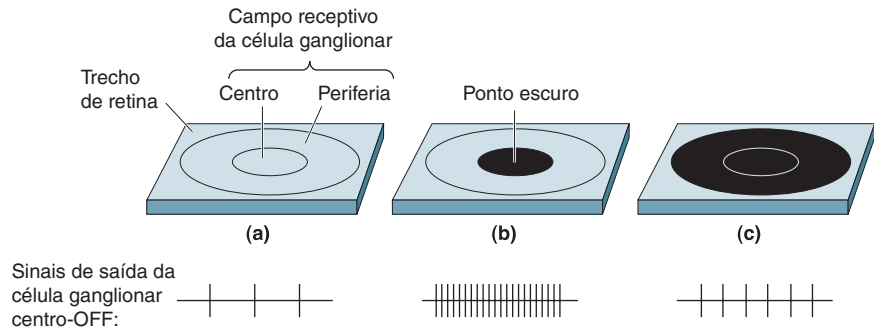 Campo receptivo
da célula ganglionar
Trecho
de retina
Centro
Periferia
Ponto escuro
(a)
(b)
(c)
Sinais de saída da
célula ganglionar
centro-OFF: